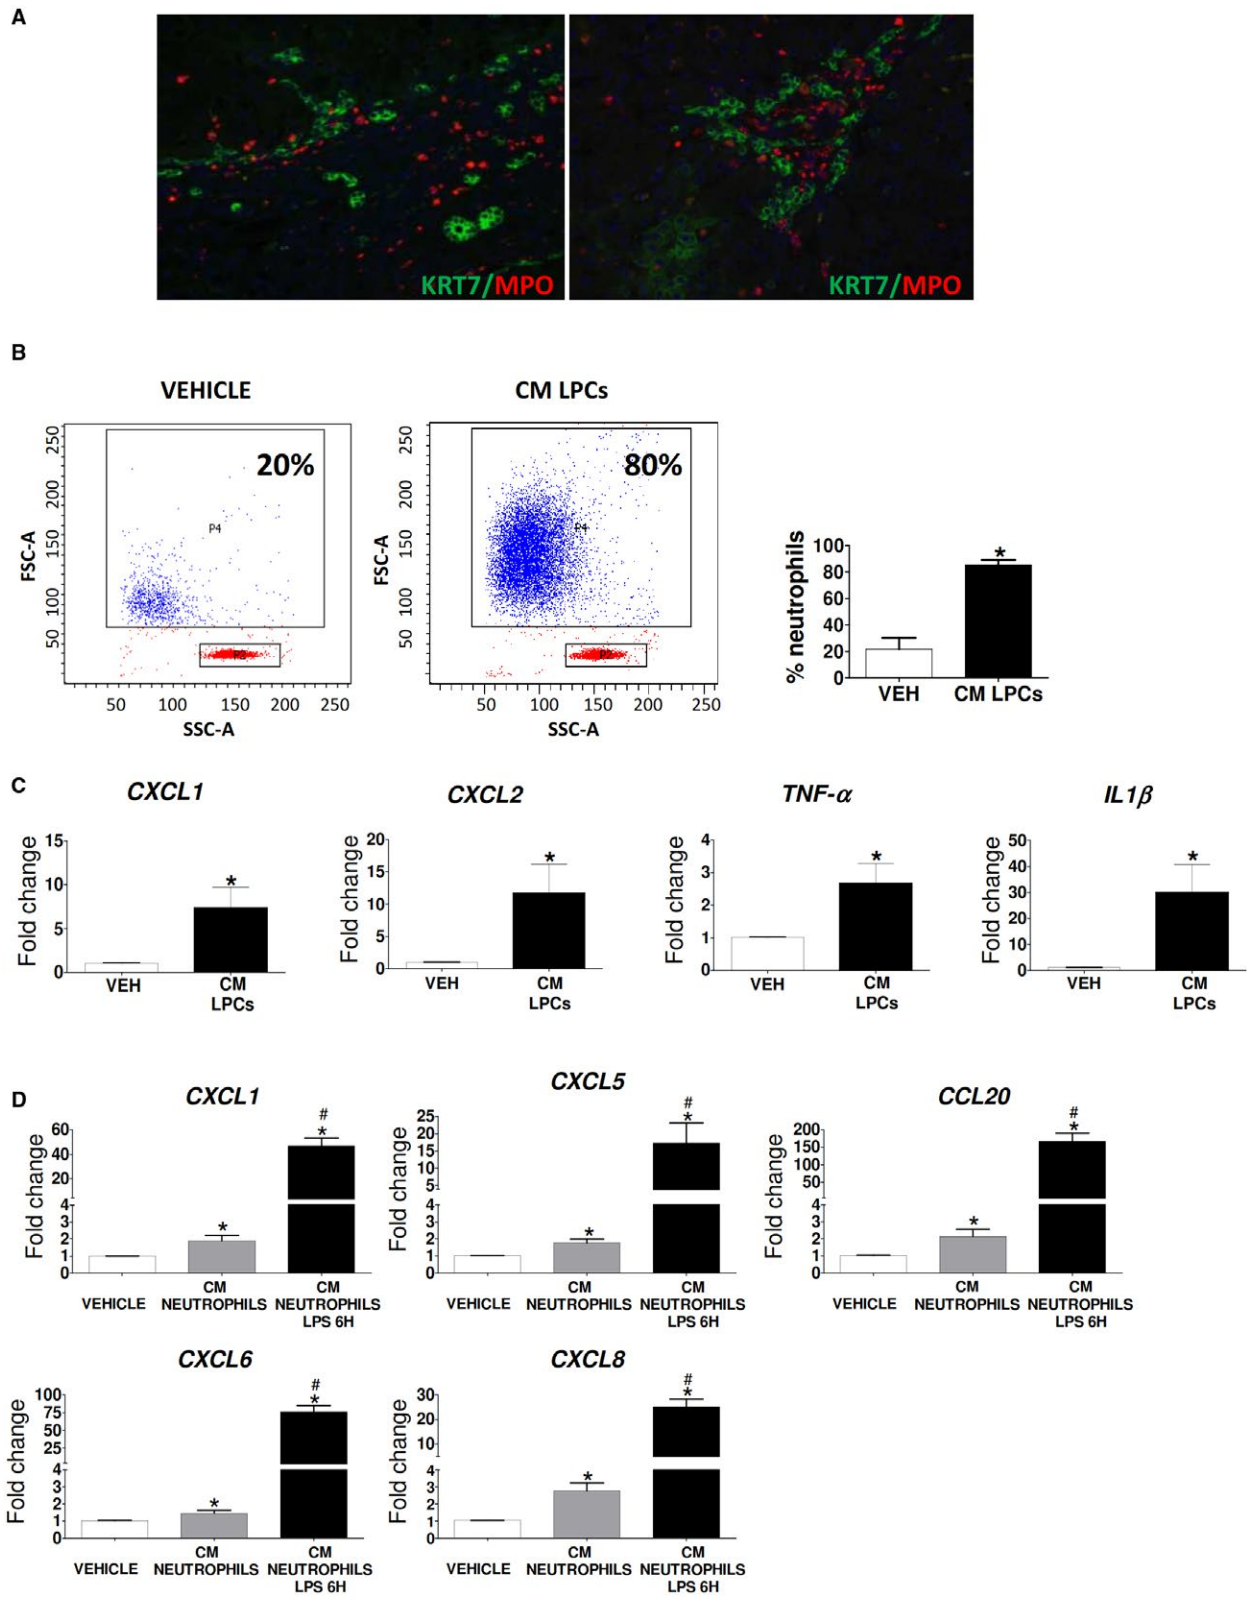 A
KRT7/MPO
KRT7/MPO
B
VEHICLE
CM LPCs
20%
P4
80%
P4
FSC-A
250
200
150
100
50
50 100 150 200 250
SSC-A
FSC-A
250
200
150
100
50
50 100 150 200 250
SSC-A
% neutrophils
100
80
60
40
20
0
*
VEH
CM LPCs
C
CXCL1
Fold change
15
10
5
0
*
VEH
CM
LPCs
CXCL2
Fold change
20
15
10
5
0
*
VEH
CM
LPCs
TNF-α
Fold change
4
3
2
1
0
*
VEH
CM
LPCs
IL1β
Fold change
50
40
30
20
10
0
*
VEH
CM
LPCs
D
CXCL1
Fold change
60
40
20
4
3
2
1
0
*
#
*
VEHICLE
CM
NEUTROPHILS
CM
NEUTROPHILS
LPS 6H
CXCL5
Fold change
25
20
15
10
5
4
3
2
1
0
*
#
*
VEHICLE
CM
NEUTROPHILS
CM
NEUTROPHILS
LPS 6H
CCL20
Fold change
200
150
100
50
4
3
2
1
0
*
#
*
VEHICLE
CM
NEUTROPHILS
CM
NEUTROPHILS
LPS 6H
CXCL6
Fold change
100
75
50
25
4
3
2
1
0
*
#
*
VEHICLE
CM
NEUTROPHILS
CM
NEUTROPHILS
LPS 6H
CXCL8
Fold change
30
20
10
4
3
2
1
0
*
#
*
VEHICLE
CM
NEUTROPHILS
CM
NEUTROPHILS
LPS 6H